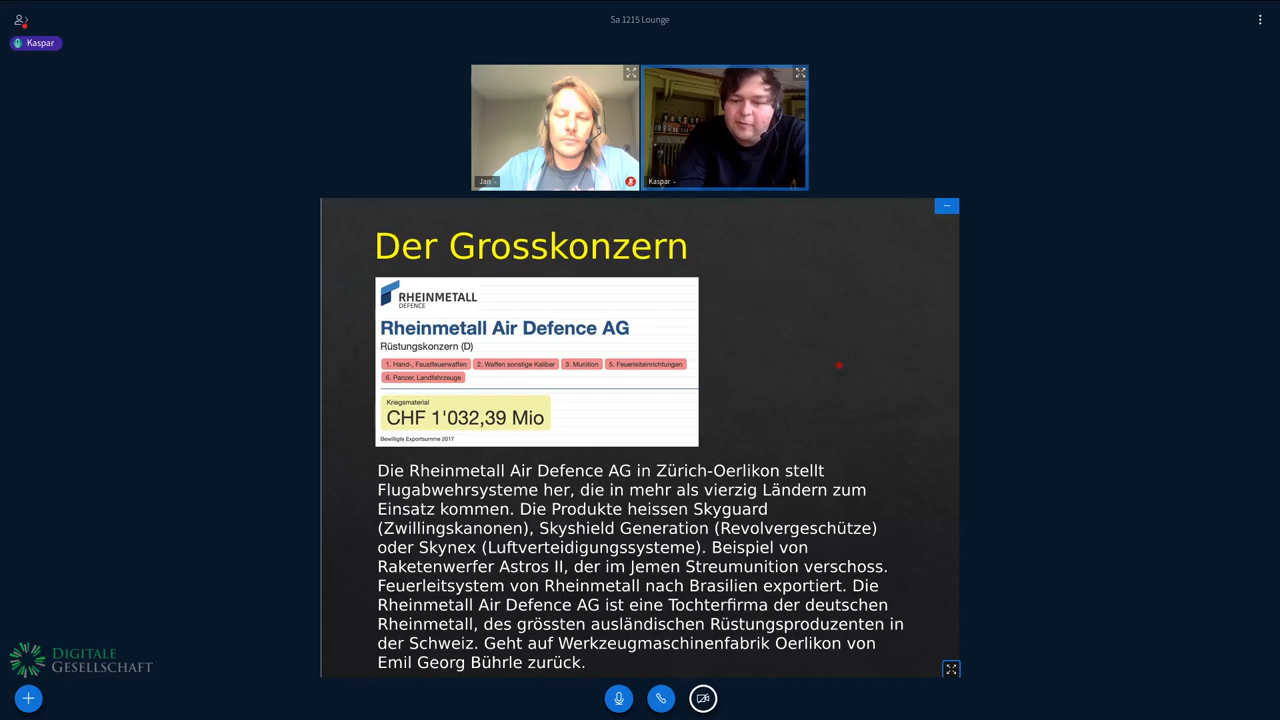 Sa 1215 Lounge
Kaspar
Jan
Kaspar
Der Grosskonzern
RHEINMETALL
DEFENCE
Rheinmetall Air Defence AG
Rüstungskonzern (D)
1. Hand-, Faustfeuerwaffen 2. Waffen sonstige Kaliber 3. Munition 5. Feuerleiteinrichtungen
6. Panzer, Landfahrzeuge
Kriegsmaterial
CHF 1'032,39 Mio
Bewilligte Exportsumme 2017
Die Rheinmetall Air Defence AG in Zürich-Oerlikon stellt
Flugabwehrsysteme her, die in mehr als vierzig Ländern zum
Einsatz kommen. Die Produkte heissen Skyguard
(Zwillingskanonen), Skyshield Generation (Revolvergeschütze)
oder Skynex (Luftverteidigungssysteme). Beispiel von
Raketenwerfer Astros II, der im Jemen Streumunition verschoss.
Feuerleitsystem von Rheinmetall nach Brasilien exportiert. Die
Rheinmetall Air Defence AG ist eine Tochterfirma der deutschen
Rheinmetall, des grössten ausländischen Rüstungsproduzenten in
der Schweiz. Geht auf Werkzeugmaschinenfabrik Oerlikon von
Emil Georg Bührle zurück.
DIGITALE
GESELLSCHAFT